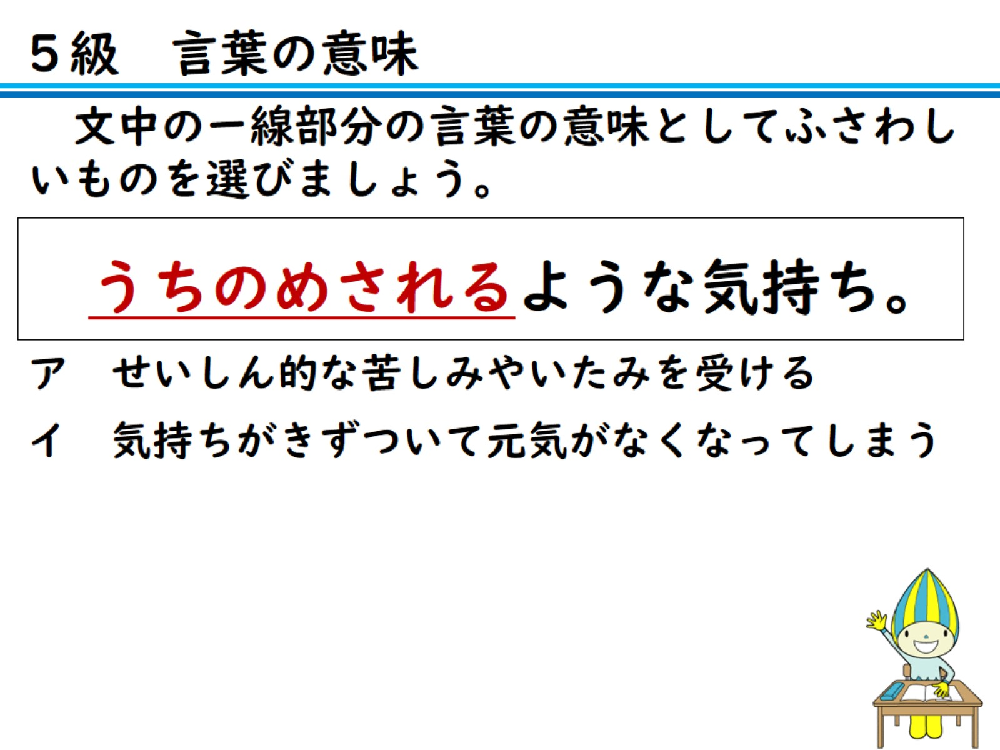 ５級　言葉の意味
文中の一線部分の言葉の意味としてふさわし
いものを選びましょう。
うちのめされるような気持ち。
ア　せいしん的な苦しみやいたみを受ける
イ　気持ちがきずついて元気がなくなってしまう